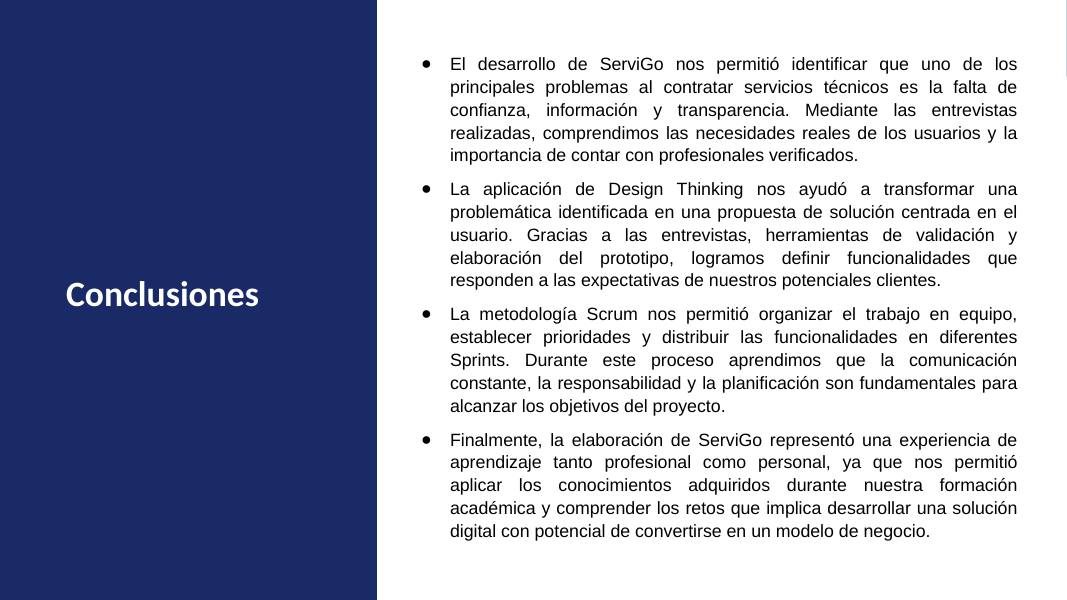 Conclusiones
● El desarrollo de ServiGo nos permitió identificar que uno de los
principales problemas al contratar servicios técnicos es la falta de
confianza, información y transparencia. Mediante las entrevistas
realizadas, comprendimos las necesidades reales de los usuarios y la
importancia de contar con profesionales verificados.
● La aplicación de Design Thinking nos ayudó a transformar una
problemática identificada en una propuesta de solución centrada en el
usuario. Gracias a las entrevistas, herramientas de validación y
elaboración del prototipo, logramos definir funcionalidades que
responden a las expectativas de nuestros potenciales clientes.
● La metodología Scrum nos permitió organizar el trabajo en equipo,
establecer prioridades y distribuir las funcionalidades en diferentes
Sprints. Durante este proceso aprendimos que la comunicación
constante, la responsabilidad y la planificación son fundamentales para
alcanzar los objetivos del proyecto.
● Finalmente, la elaboración de ServiGo representó una experiencia de
aprendizaje tanto profesional como personal, ya que nos permitió
aplicar los conocimientos adquiridos durante nuestra formación
académica y comprender los retos que implica desarrollar una solución
digital con potencial de convertirse en un modelo de negocio.